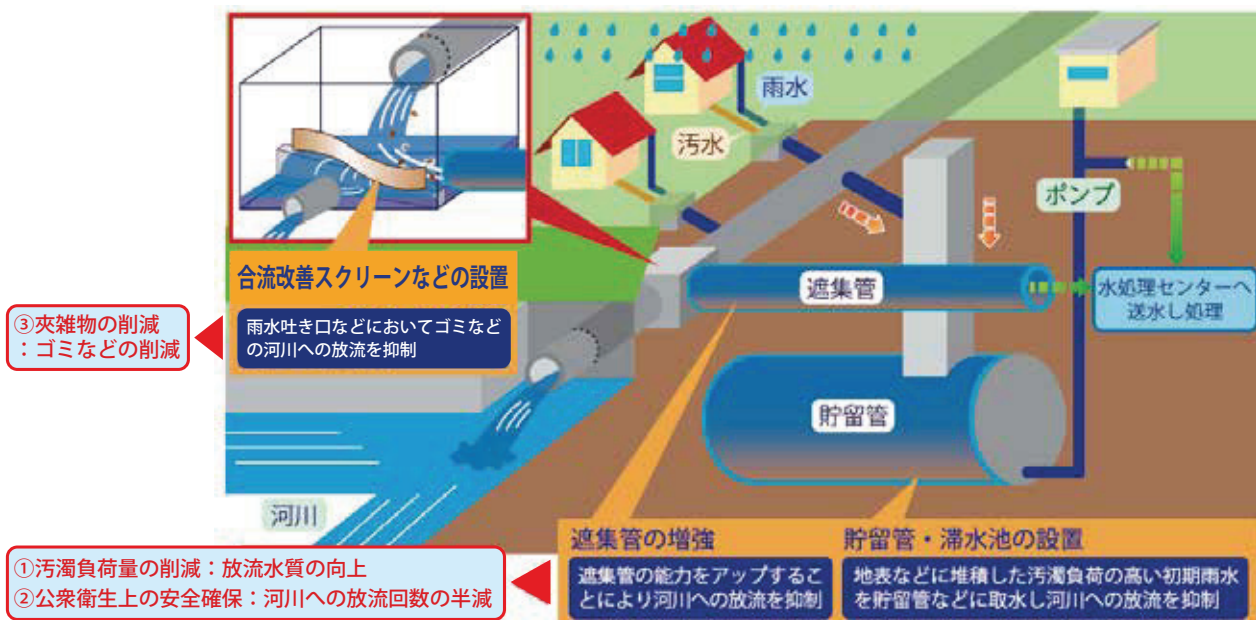 雨水
汚水
ポンプ
合流改善スクリーンなどの設置
雨水吐き口などにおいてゴミなど
の河川への放流を抑制
③夾雑物の削減
：ゴミなどの削減
遮集管
水処理センターへ
送水し処理
貯留管
河川
遮集管の増強
遮集管の能力をアップするこ
とにより河川への放流を抑制
貯留管・滞水池の設置
地表などに堆積した汚濁負荷の高い初期雨水
を貯留管などに取水し河川への放流を抑制
①汚濁負荷量の削減：放流水質の向上
②公衆衛生上の安全確保：河川への放流回数の半減